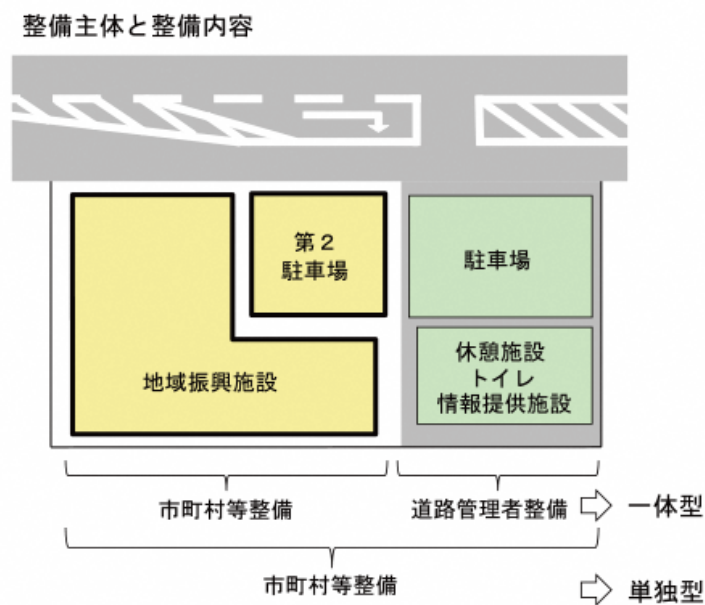 整備主体と整備内容
第２
駐車場
駐車場
地域振興施設
休憩施設
トイレ
情報提供施設
市町村等整備
道路管理者整備
一体型
市町村等整備
単独型